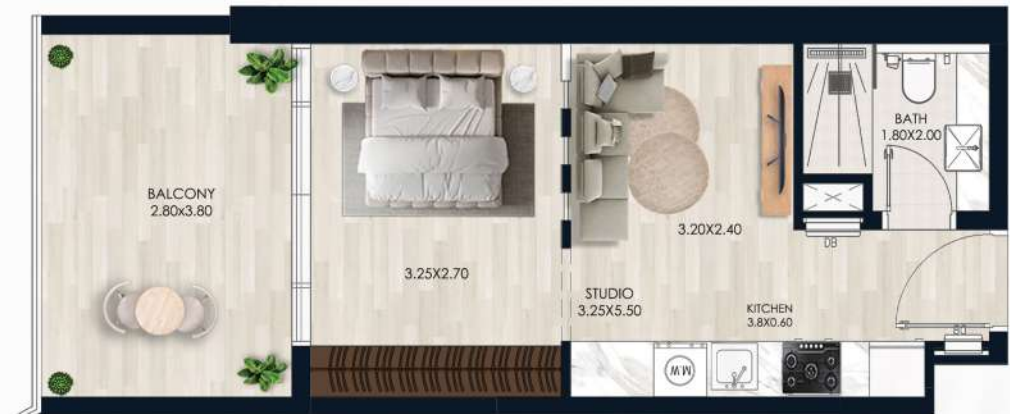 BALCONY
2.80x3.80
3.25X2.70
STUDIO
3.25X5.50
3.20X2.40
KITCHEN
3.8X0.60
BATH
1.80X2.00
DB
M.W